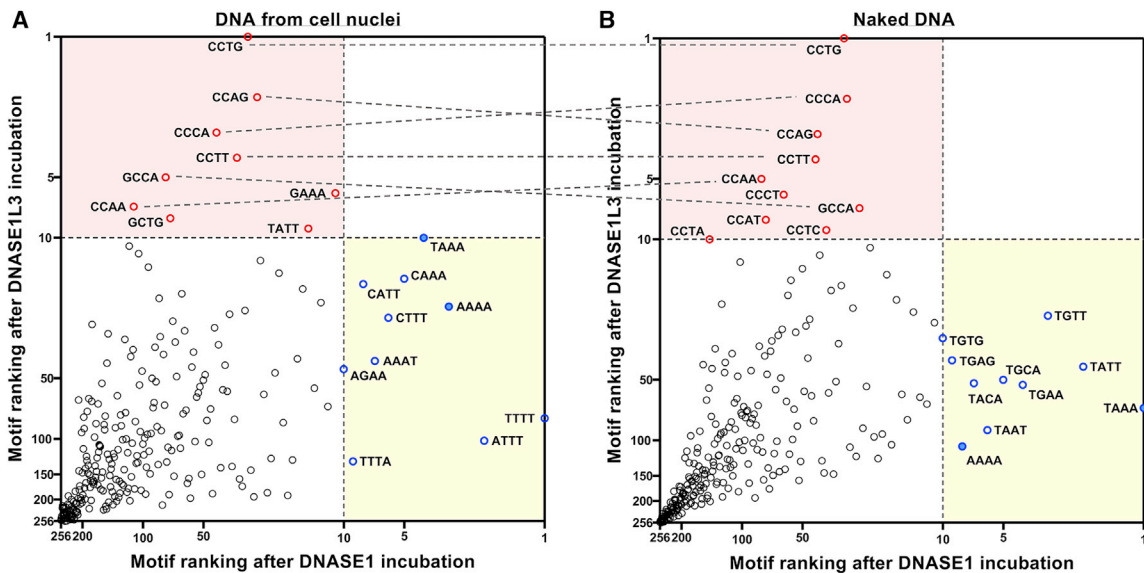 A
DNA from cell nuclei
Motif ranking after DNASE1L3 incubation
1
5
10
50
100
150
200
256
CCTG
CCAG
CCCA
CCTT
GCCA
GAAA
CCAA
GCTG
TATT
TAAA
CAAA
CATT
AAAA
CTTT
AAAT
AGAA
TTTT
ATTT
TTTA
256 200 100 50 10 5 1
Motif ranking after DNASE1 incubation
B
Naked DNA
Motif ranking after DNASE1L3 incubation
1
5
10
50
100
150
200
256
CCTG
CCCA
CCAG
CCTT
CCAA
CCCT
GCCA
CCAT
CCTC
CCTA
TGTT
TGTG
TGAG
TGCA
TATT
TACA
TGAA
TAAA
TAAT
AAAA
256 200 100 50 10 5 1
Motif ranking after DNASE1 incubation